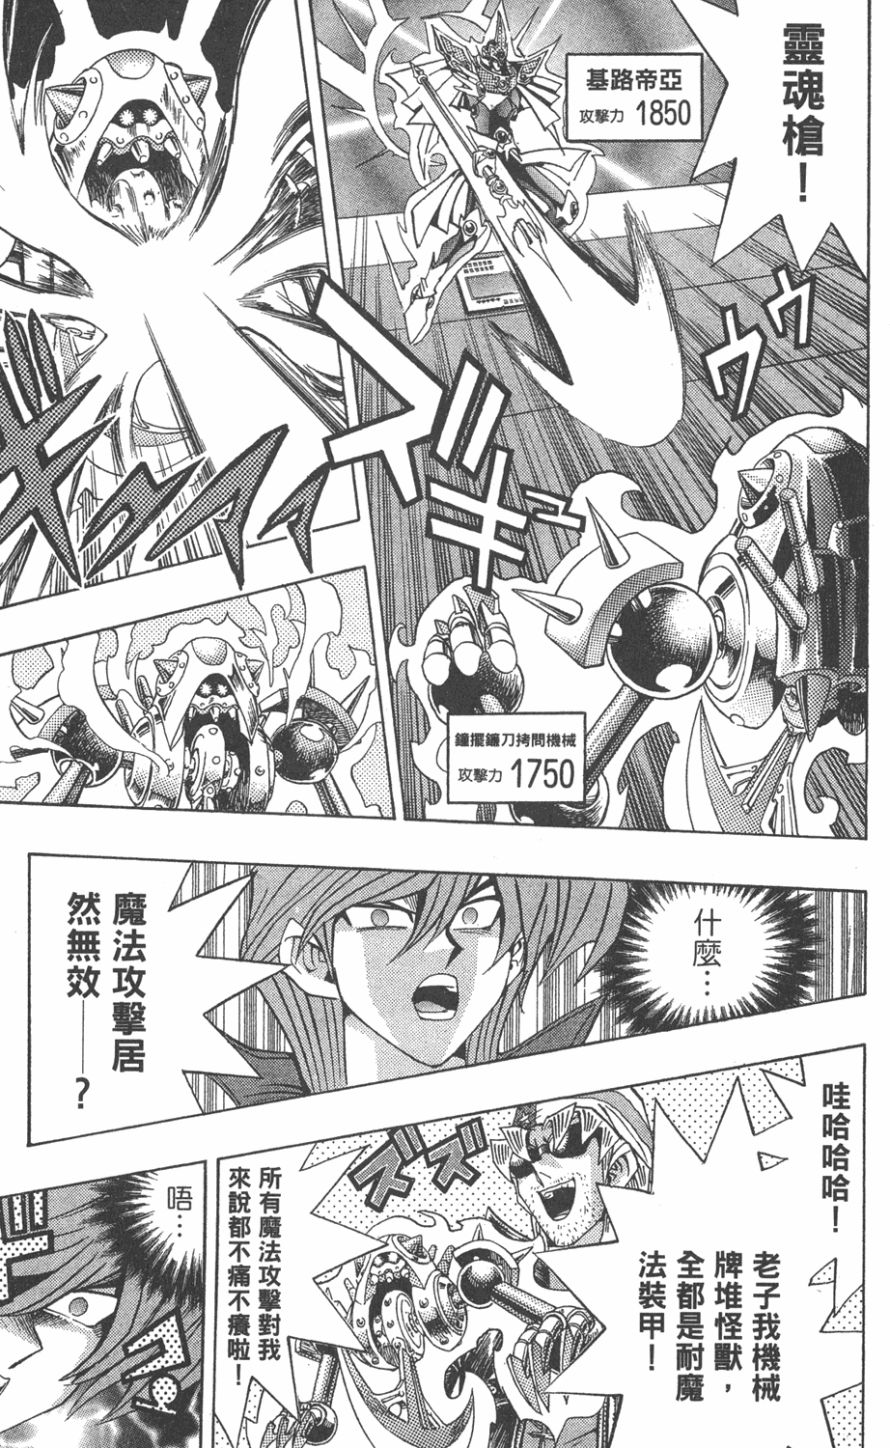 靈魂槍！
基路帝亞
攻擊力 1850
ウウ
ズギュ
ギャァァ
鐘擺鐮刀拷問機械
攻擊力 1750
什麼…
魔法攻擊居
然無效──？
哇哈哈哈！
老子我機械
牌堆怪獸，
全都是耐魔
法裝甲！
ズズ
所有魔法攻擊對我
來說都不痛不癢啦！
唔…